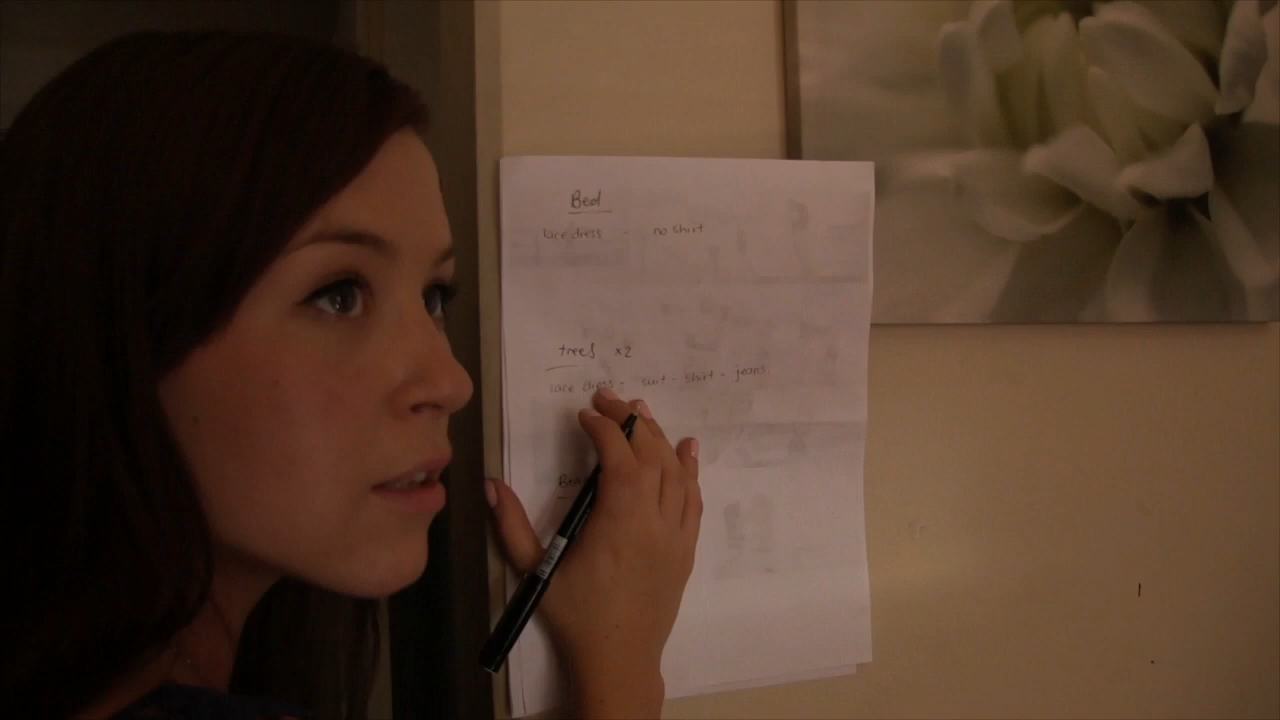 Bed
lace dress - no shirt
trees x2
lace dress - suit - shirt - jeans